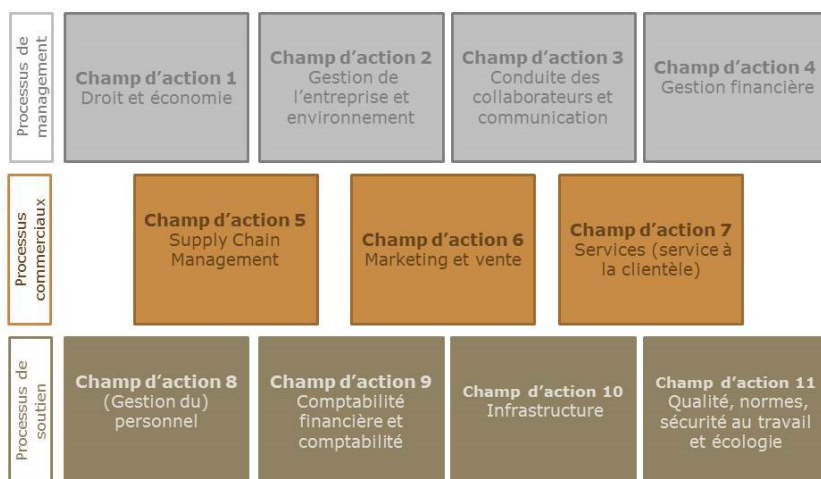 Processus de
management
Champ d’action 1
Droit et économie
Champ d’action 2
Gestion de
l’entreprise et
environnement
Champ d’action 3
Conduite des
collaborateurs et
communication
Champ d’action 4
Gestion financière
Processus
commerciaux
Champ d’action 5
Supply Chain
Management
Champ d’action 6
Marketing et vente
Champ d’action 7
Services (service à
la clientèle)
Processus de
soutien
Champ d’action 8
(Gestion du)
personnel
Champ d’action 9
Comptabilité
financière et
comptabilité
Champ d’action 10
Infrastructure
Champ d’action 11
Qualité, normes,
sécurité au travail
et écologie